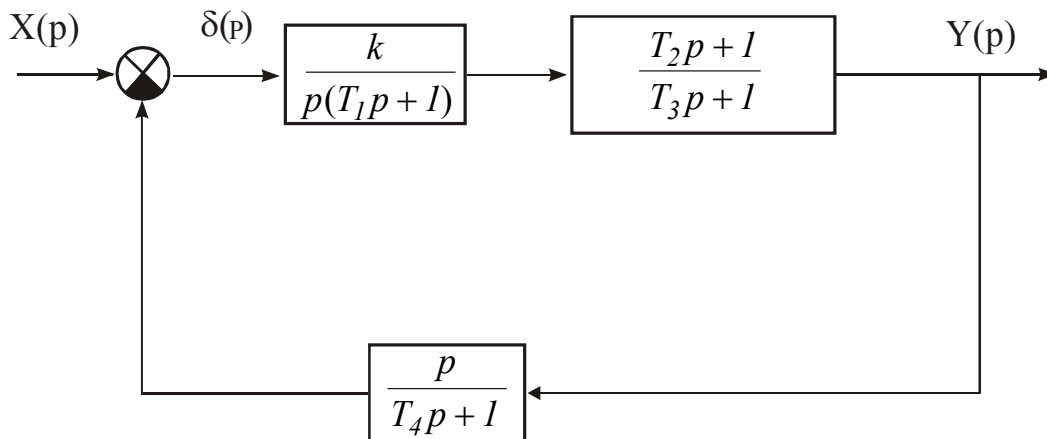 X(p)
δ(P)
k
p(T₁p + 1)
T₂p + 1
T₃p + 1
Y(p)
p
T₄p + 1